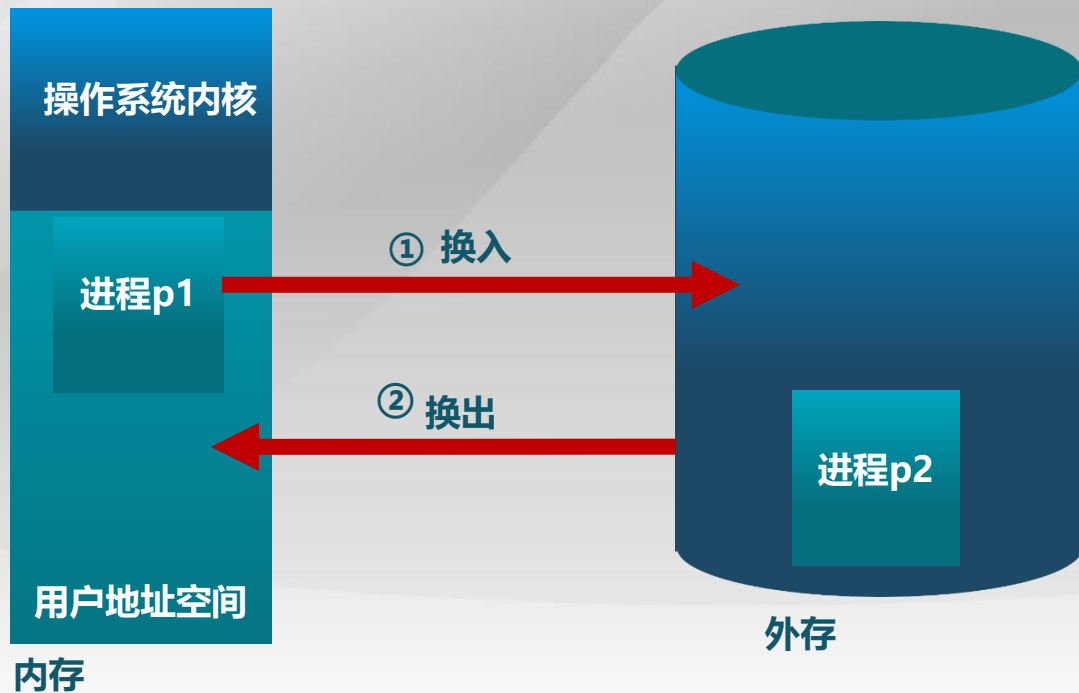 操作系统内核
① 换入
进程p1
② 换出
进程p2
用户地址空间
外存
内存